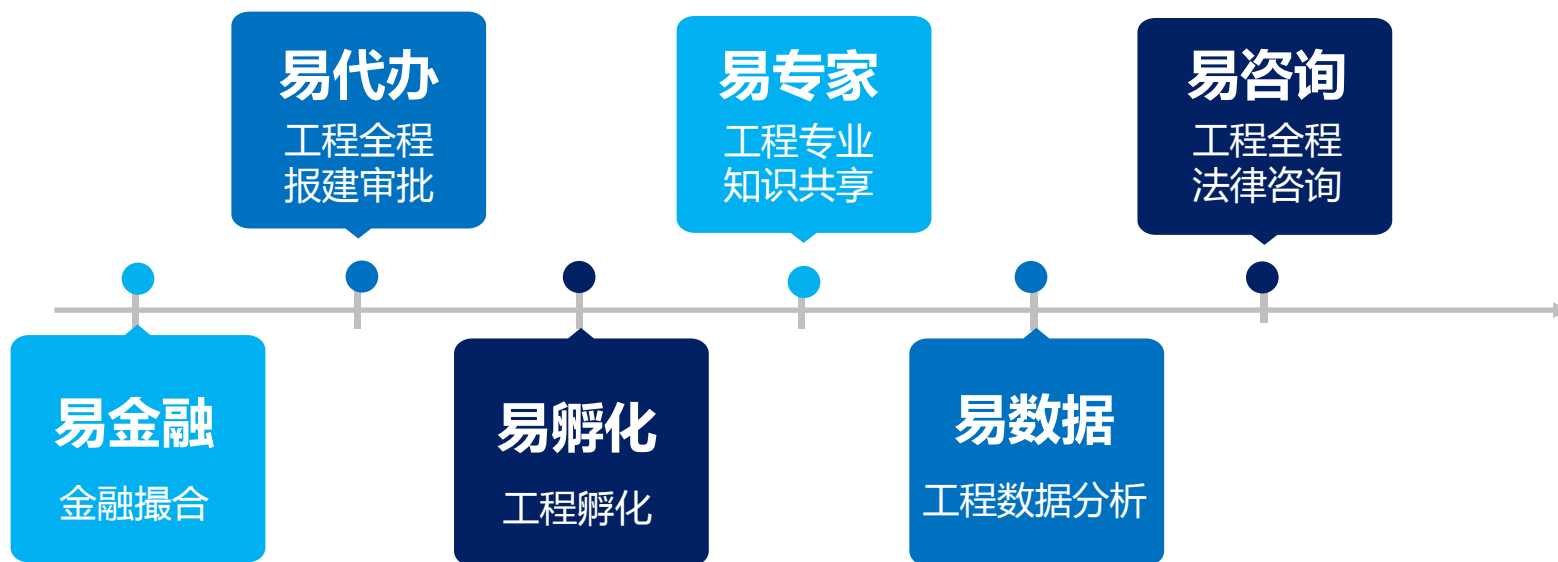 易代办
工程全程
报建审批
易专家
工程专业
知识共享
易咨询
工程全程
法律咨询
易金融
金融撮合
易孵化
工程孵化
易数据
工程数据分析